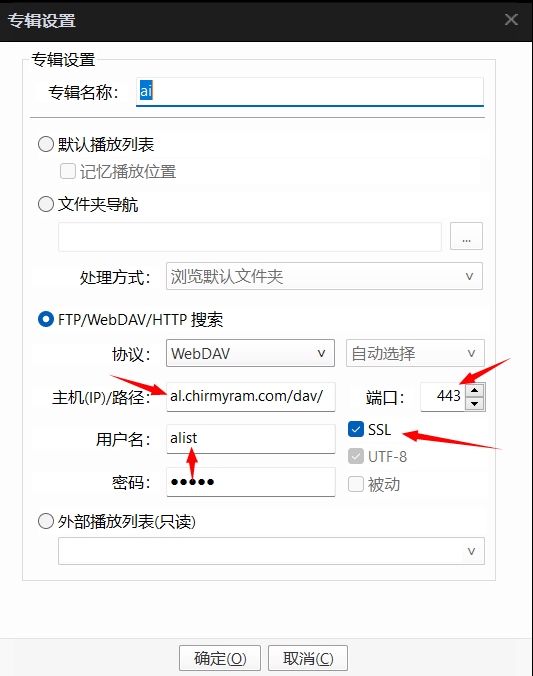 专辑设置
专辑设置
专辑名称： ai
默认播放列表
记忆播放位置
文件夹导航
...
处理方式： 浏览默认文件夹
FTP/WebDAV/HTTP 搜索
协议： WebDAV 自动选择
主机(IP)/路径： al.chirmyram.com/dav/ 端口： 443
用户名： alist SSL
UTF-8
密码： ●●●●● 被动
外部播放列表(只读)
确定(O) 取消(C)